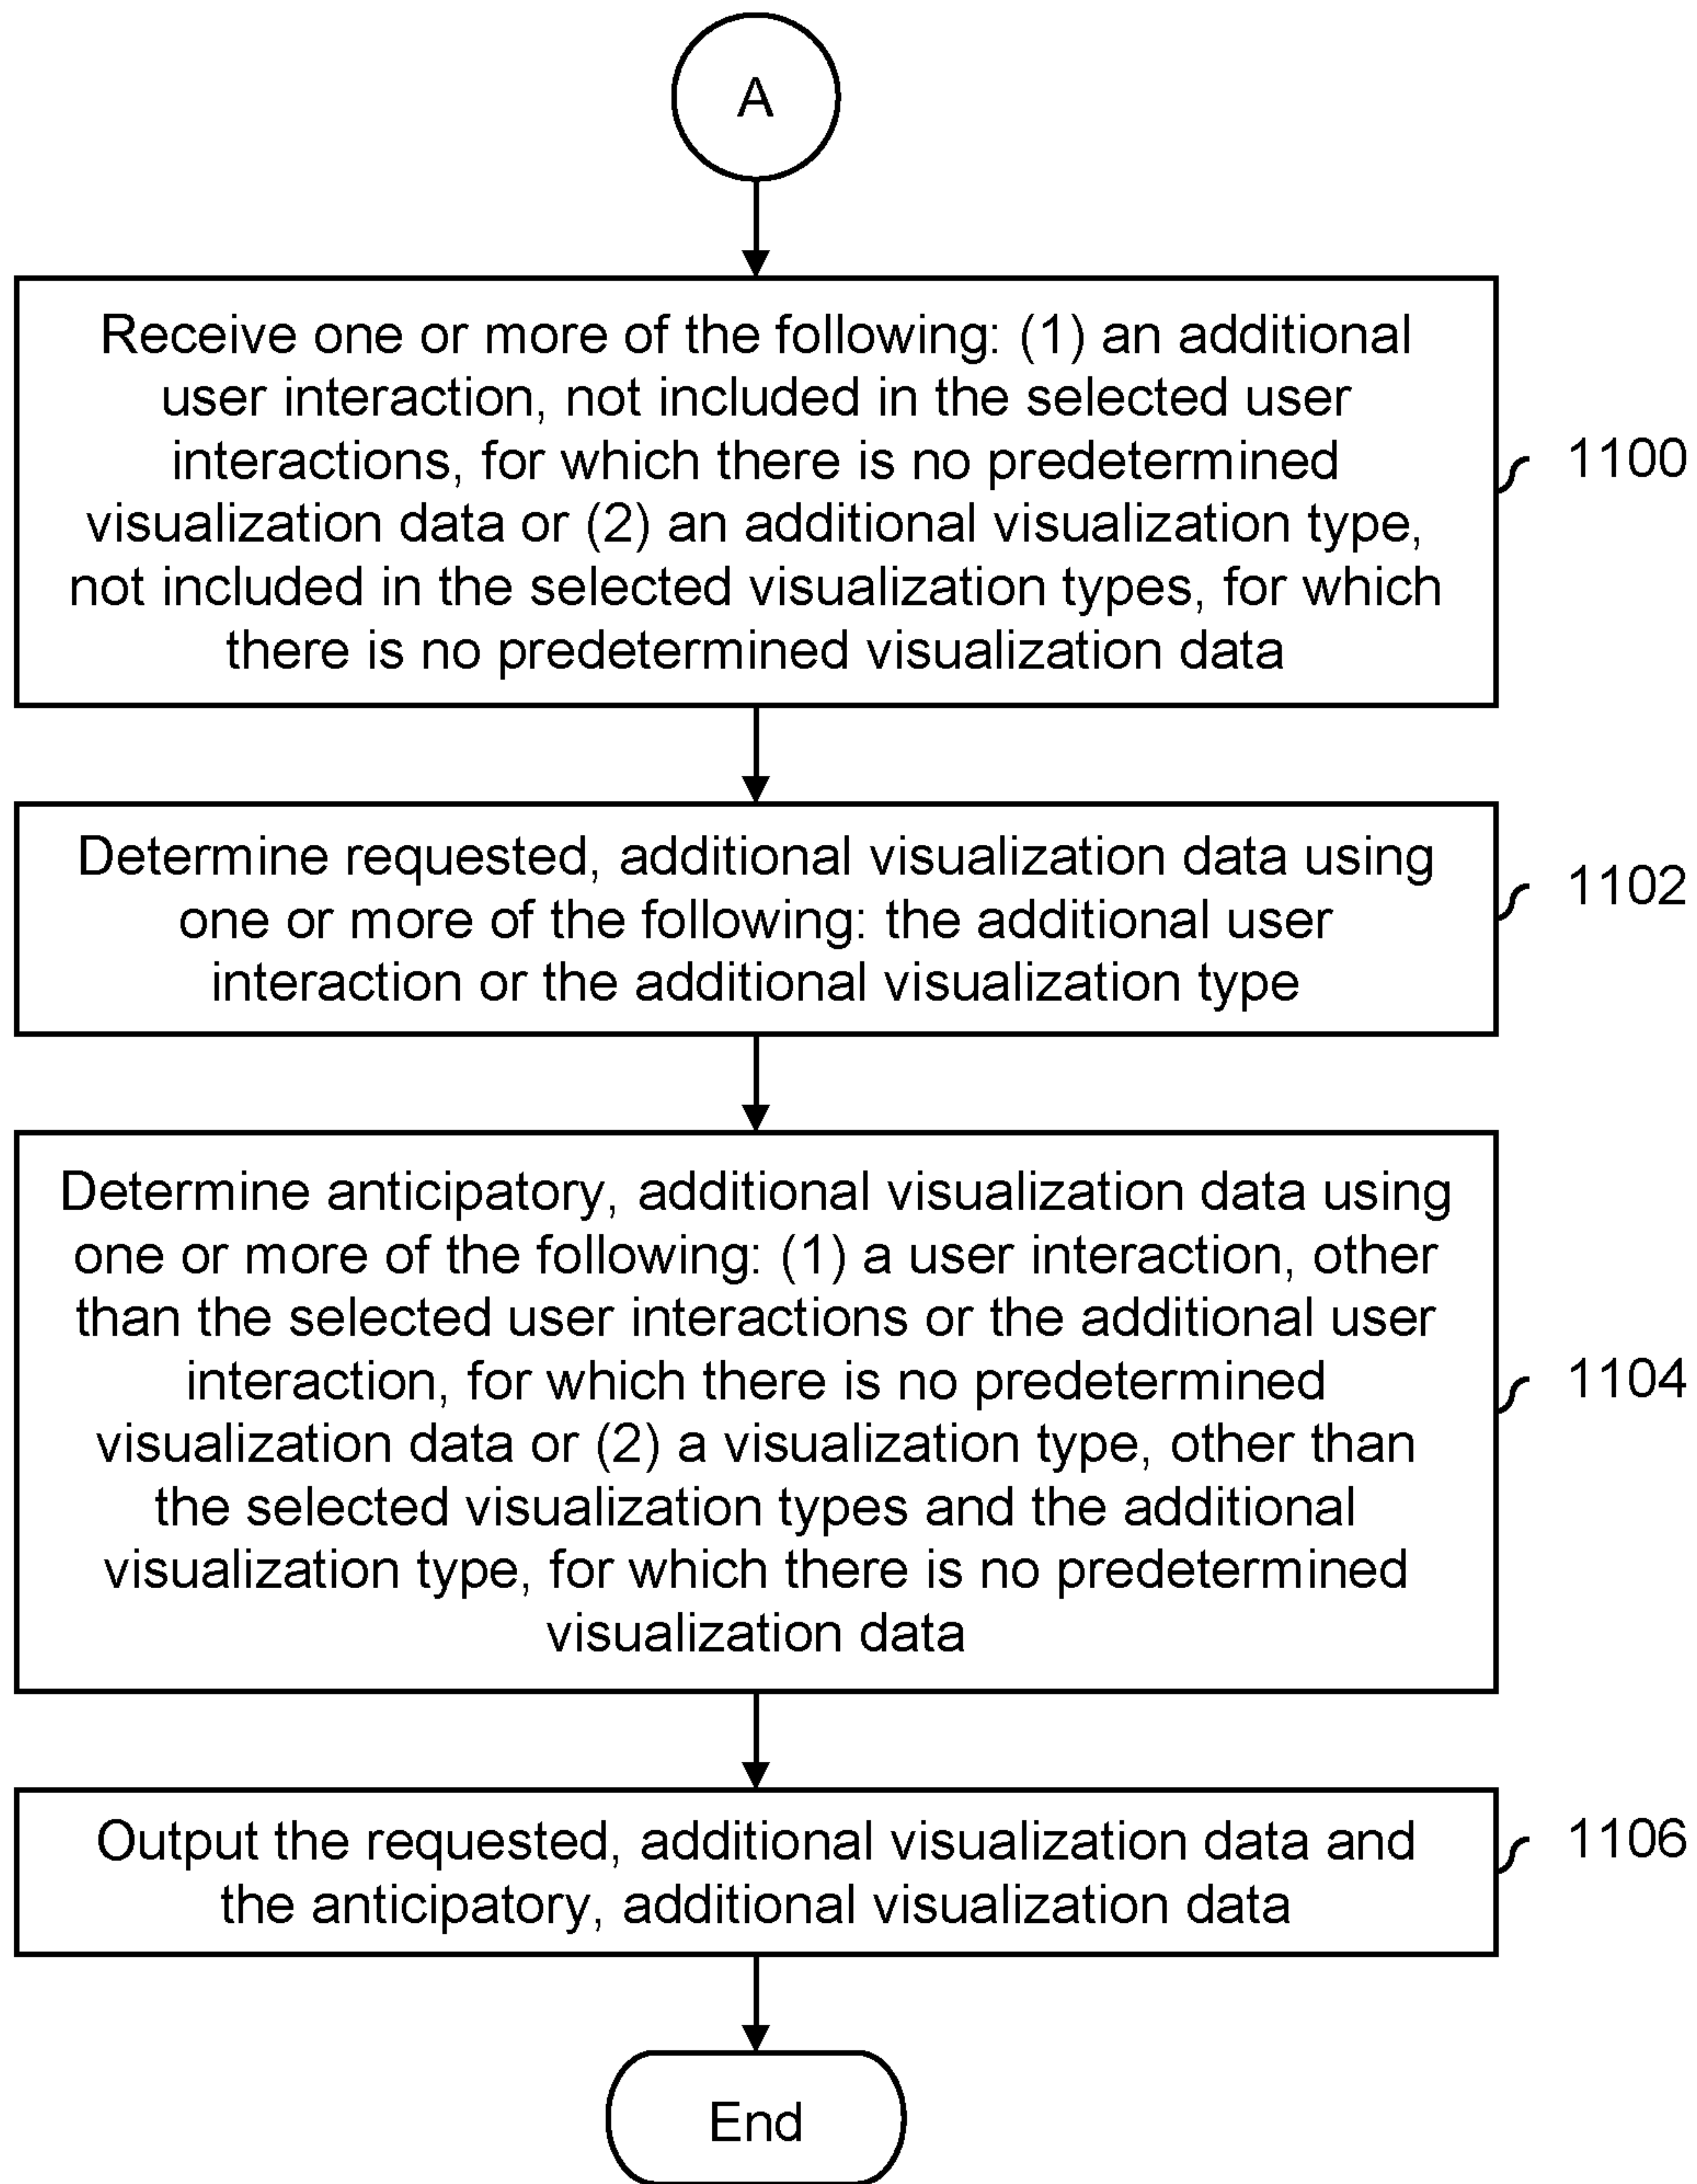 A
Receive one or more of the following: (1) an additional
user interaction, not included in the selected user
interactions, for which there is no predetermined
visualization data or (2) an additional visualization type,
not included in the selected visualization types, for which
there is no predetermined visualization data
1100
Determine requested, additional visualization data using
one or more of the following: the additional user
interaction or the additional visualization type
1102
Determine anticipatory, additional visualization data using
one or more of the following: (1) a user interaction, other
than the selected user interactions or the additional user
interaction, for which there is no predetermined
visualization data or (2) a visualization type, other than
the selected visualization types and the additional
visualization type, for which there is no predetermined
visualization data
1104
Output the requested, additional visualization data and
the anticipatory, additional visualization data
1106
End